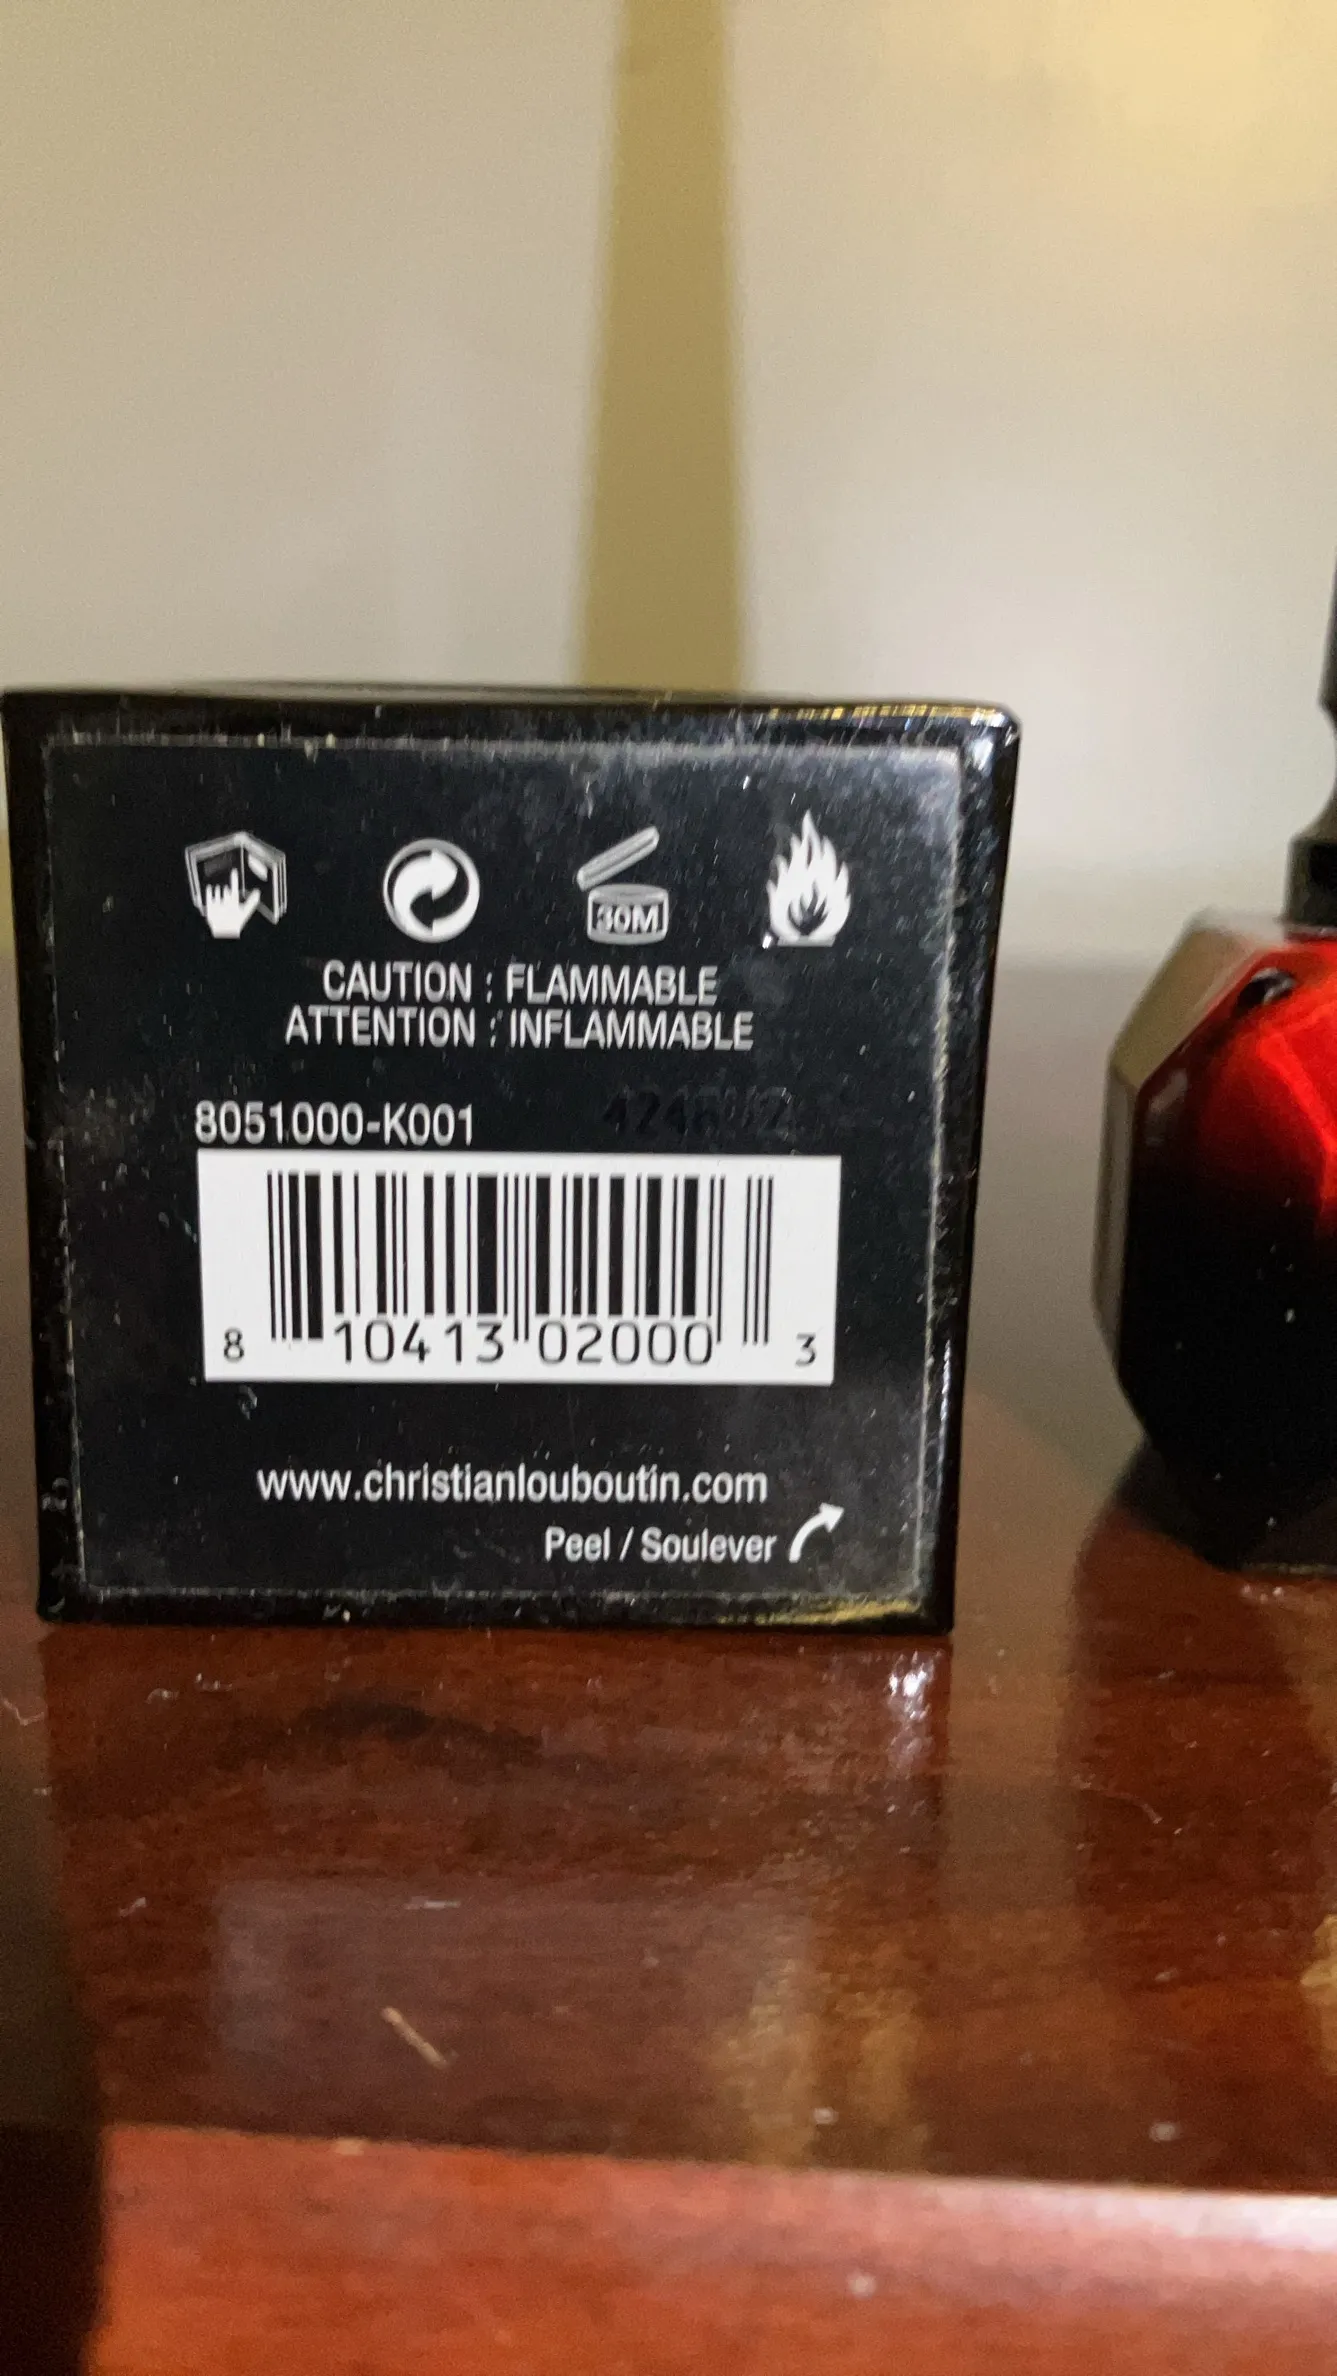 30M
CAUTION : FLAMMABLE
ATTENTION : INFLAMMABLE
8051000-K001
8 10413 02000 3
www.christianlouboutin.com
Peel / Soulever